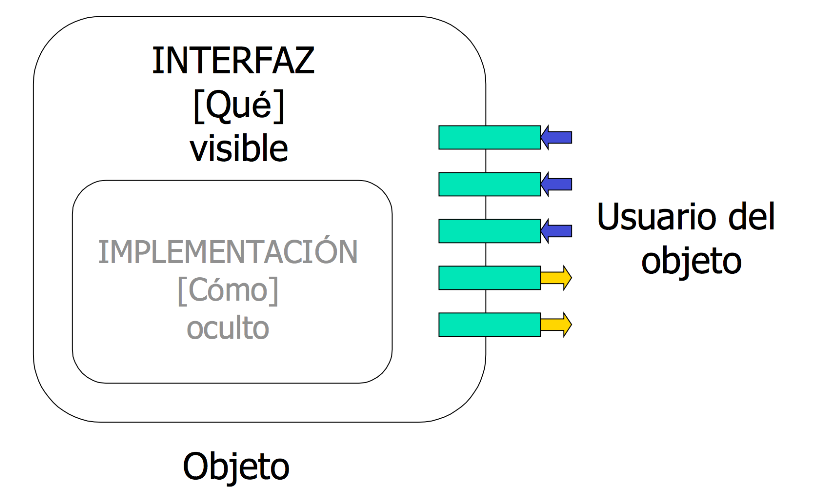 INTERFAZ
[Qué]
visible
IMPLEMENTACIÓN
[Cómo]
oculto
Usuario del
objeto
Objeto